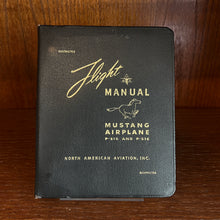 RESTRICTED
Flight
MANUAL
MUSTANG
AIRPLANE
P-51D AND P-51K
NORTH AMERICAN AVIATION, INC.
RESTRICTED